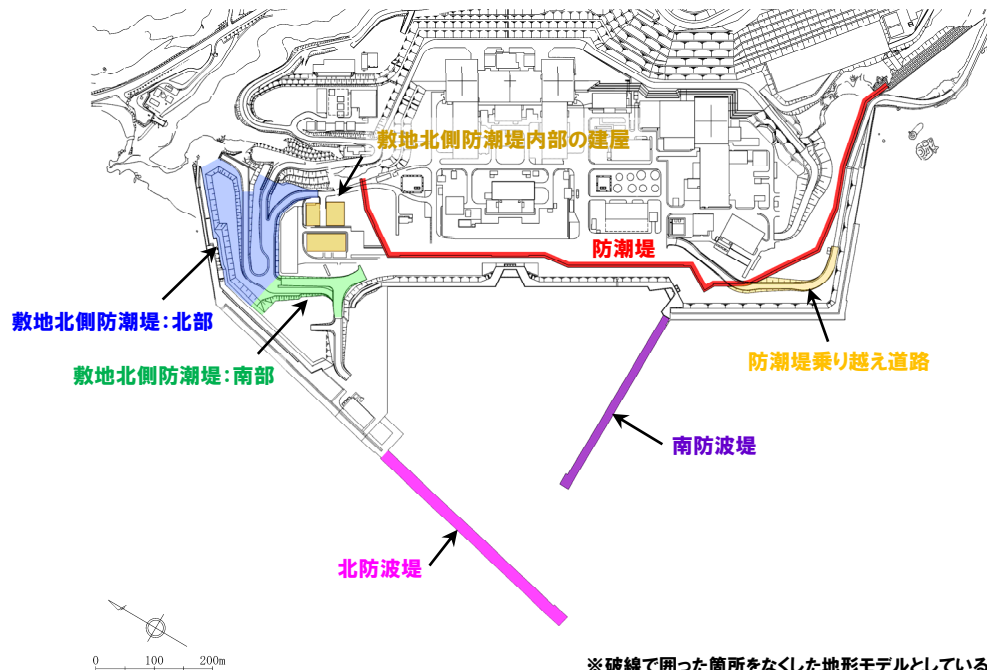 敷地北側防潮堤内部の建屋
防潮堤
敷地北側防潮堤：北部
防潮堤乗り越え道路
敷地北側防潮堤：南部
南防波堤
北防波堤
0 100 200m
※破線で囲った箇所をなくした地形モデルとしている